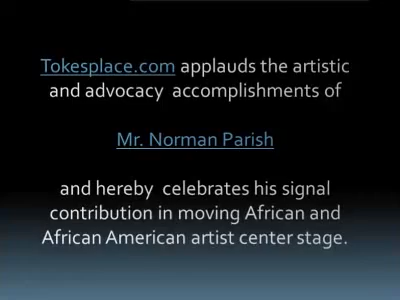 Tokesplace.com applauds the artistic
and advocacy accomplishments of
Mr. Norman Parish
and hereby celebrates his signal
contribution in moving African and
African American artist center stage.